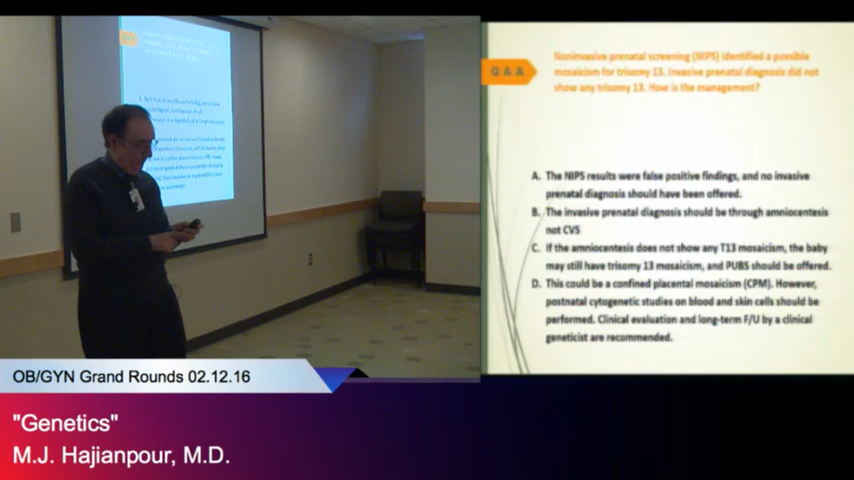 Q & A
Noninvasive prenatal screening (NIPS) identified a possible
mosaicism for trisomy 13. Invasive prenatal diagnosis did not
show any trisomy 13. How is the management?
A. The NIPS results were false positive findings, and no invasive
prenatal diagnosis should have been offered.
B. The invasive prenatal diagnosis should be through amniocentesis
not CVS
C. If the amniocentesis does not show any T13 mosaicism, the baby
may still have trisomy 13 mosaicism, and PUBS should be offered.
D. This could be a confined placental mosaicism (CPM). However,
postnatal cytogenetic studies on blood and skin cells should be
performed. Clinical evaluation and long-term F/U by a clinical
geneticist are recommended.
OB/GYN Grand Rounds 02.12.16
"Genetics"
M.J. Hajianpour, M.D.